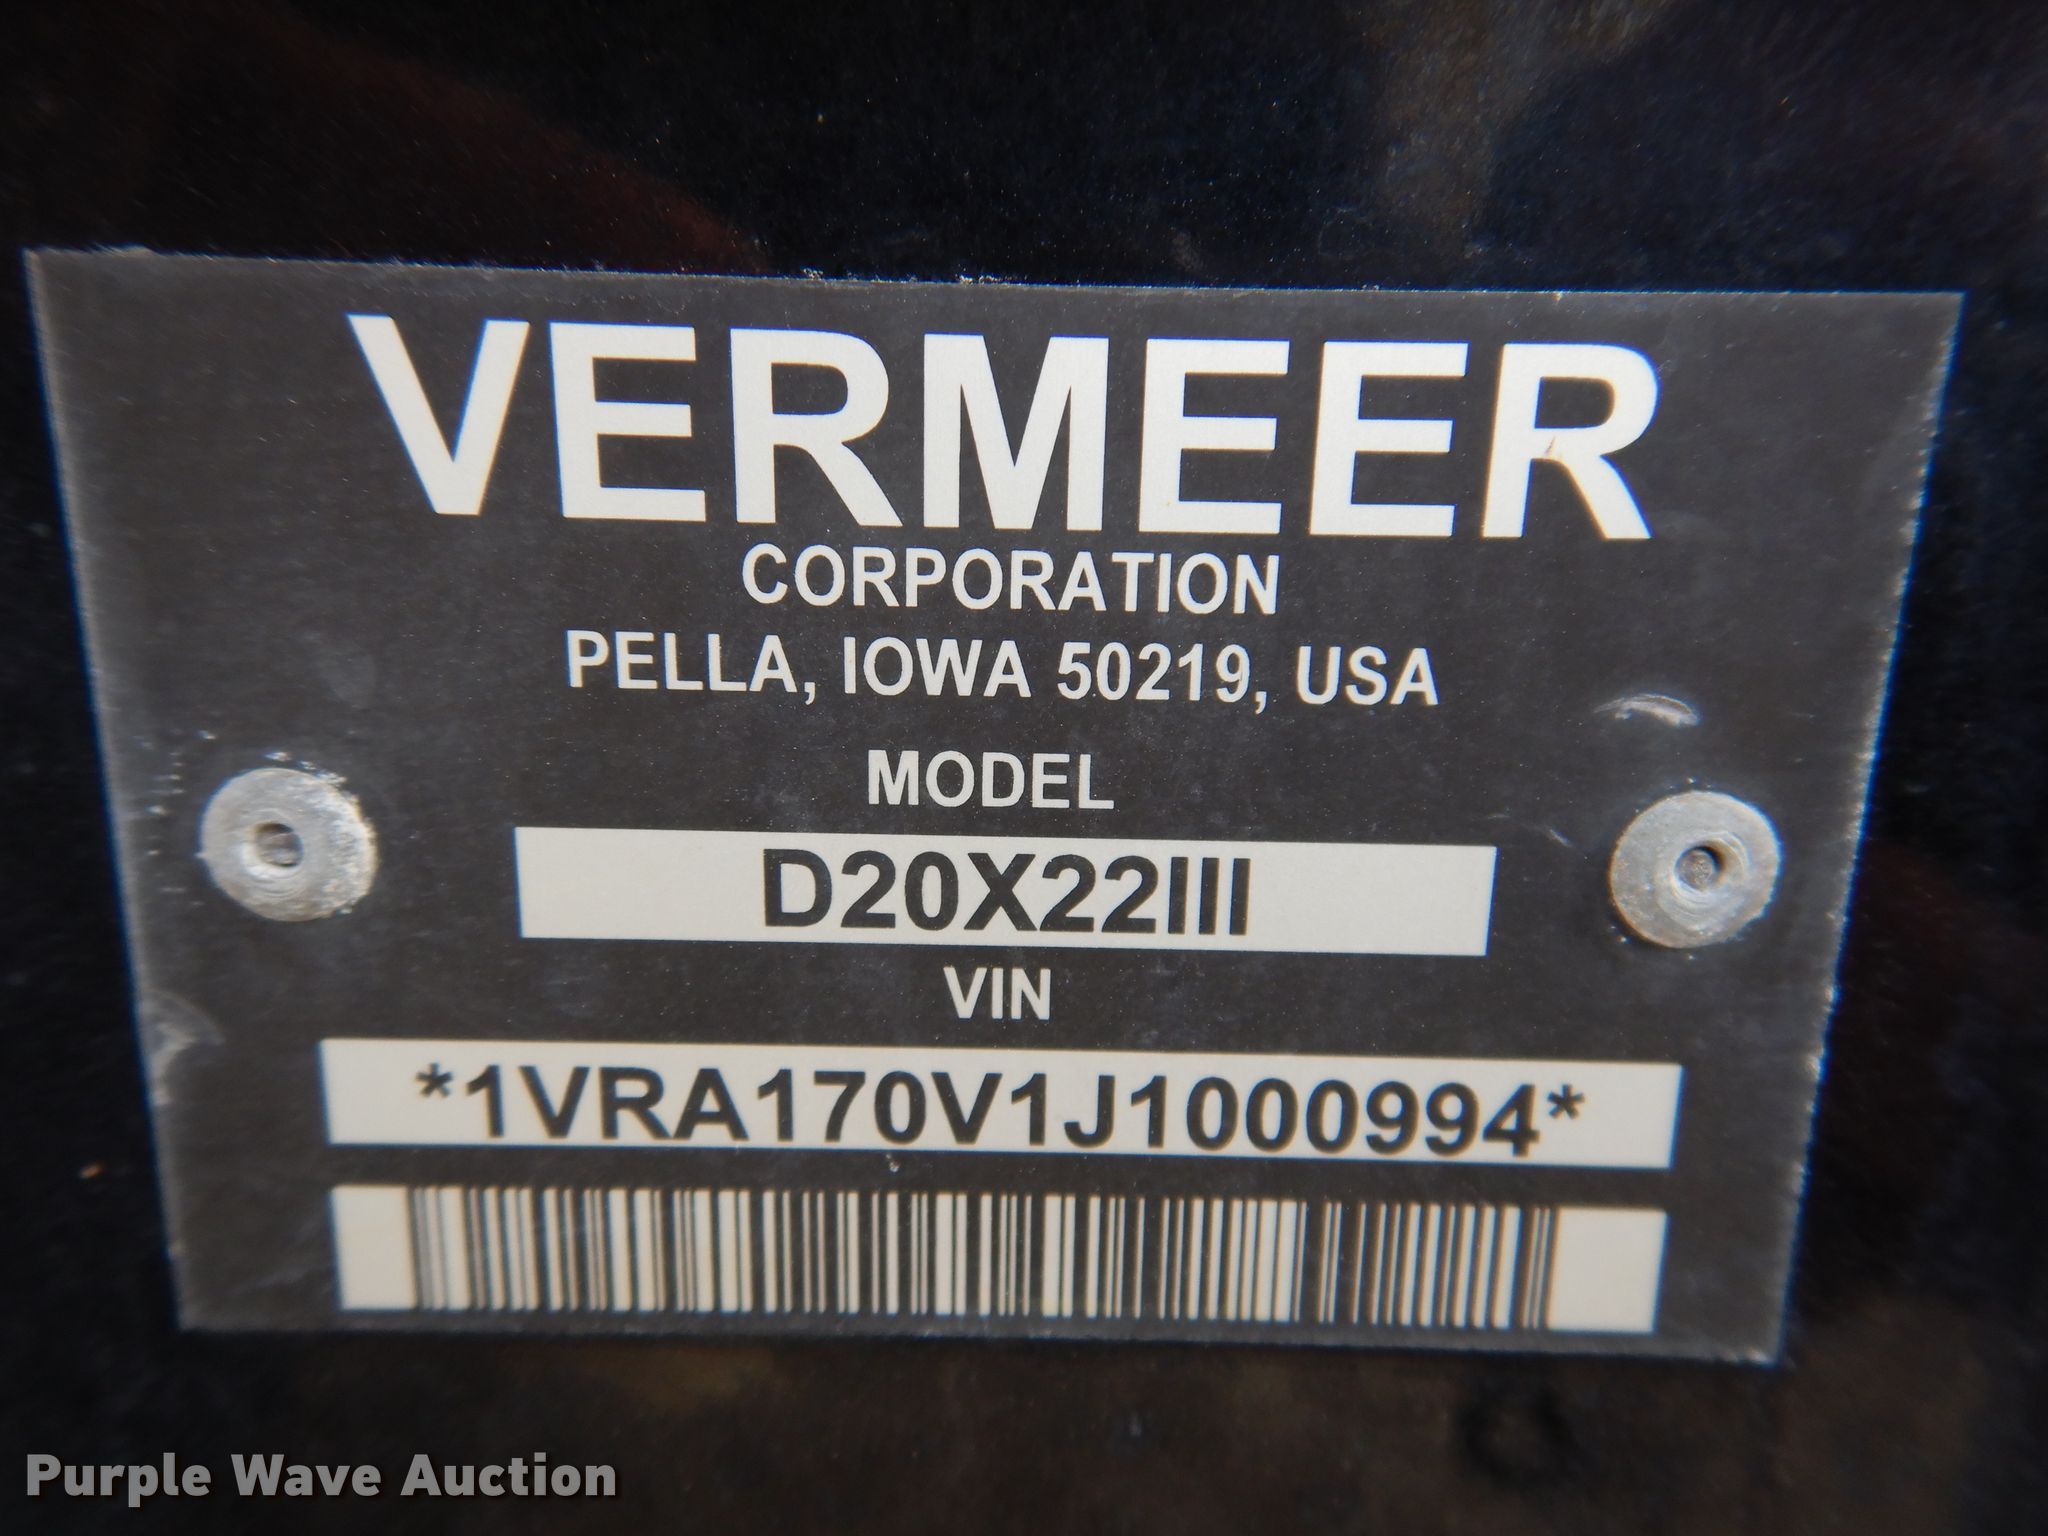 VERMEER
CORPORATION
PELLA, IOWA 50219, USA
MODEL
D20X22III
VIN
*1VRA170V1J1000994*
Purple Wave Auction